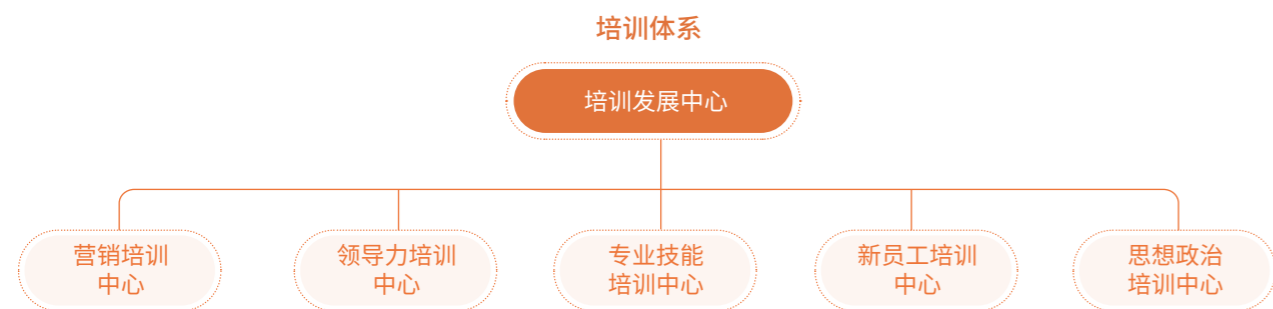 培训体系
培训发展中心
营销培训
中心
领导力培训
中心
专业技能
培训中心
新员工培训
中心
思想政治
培训中心